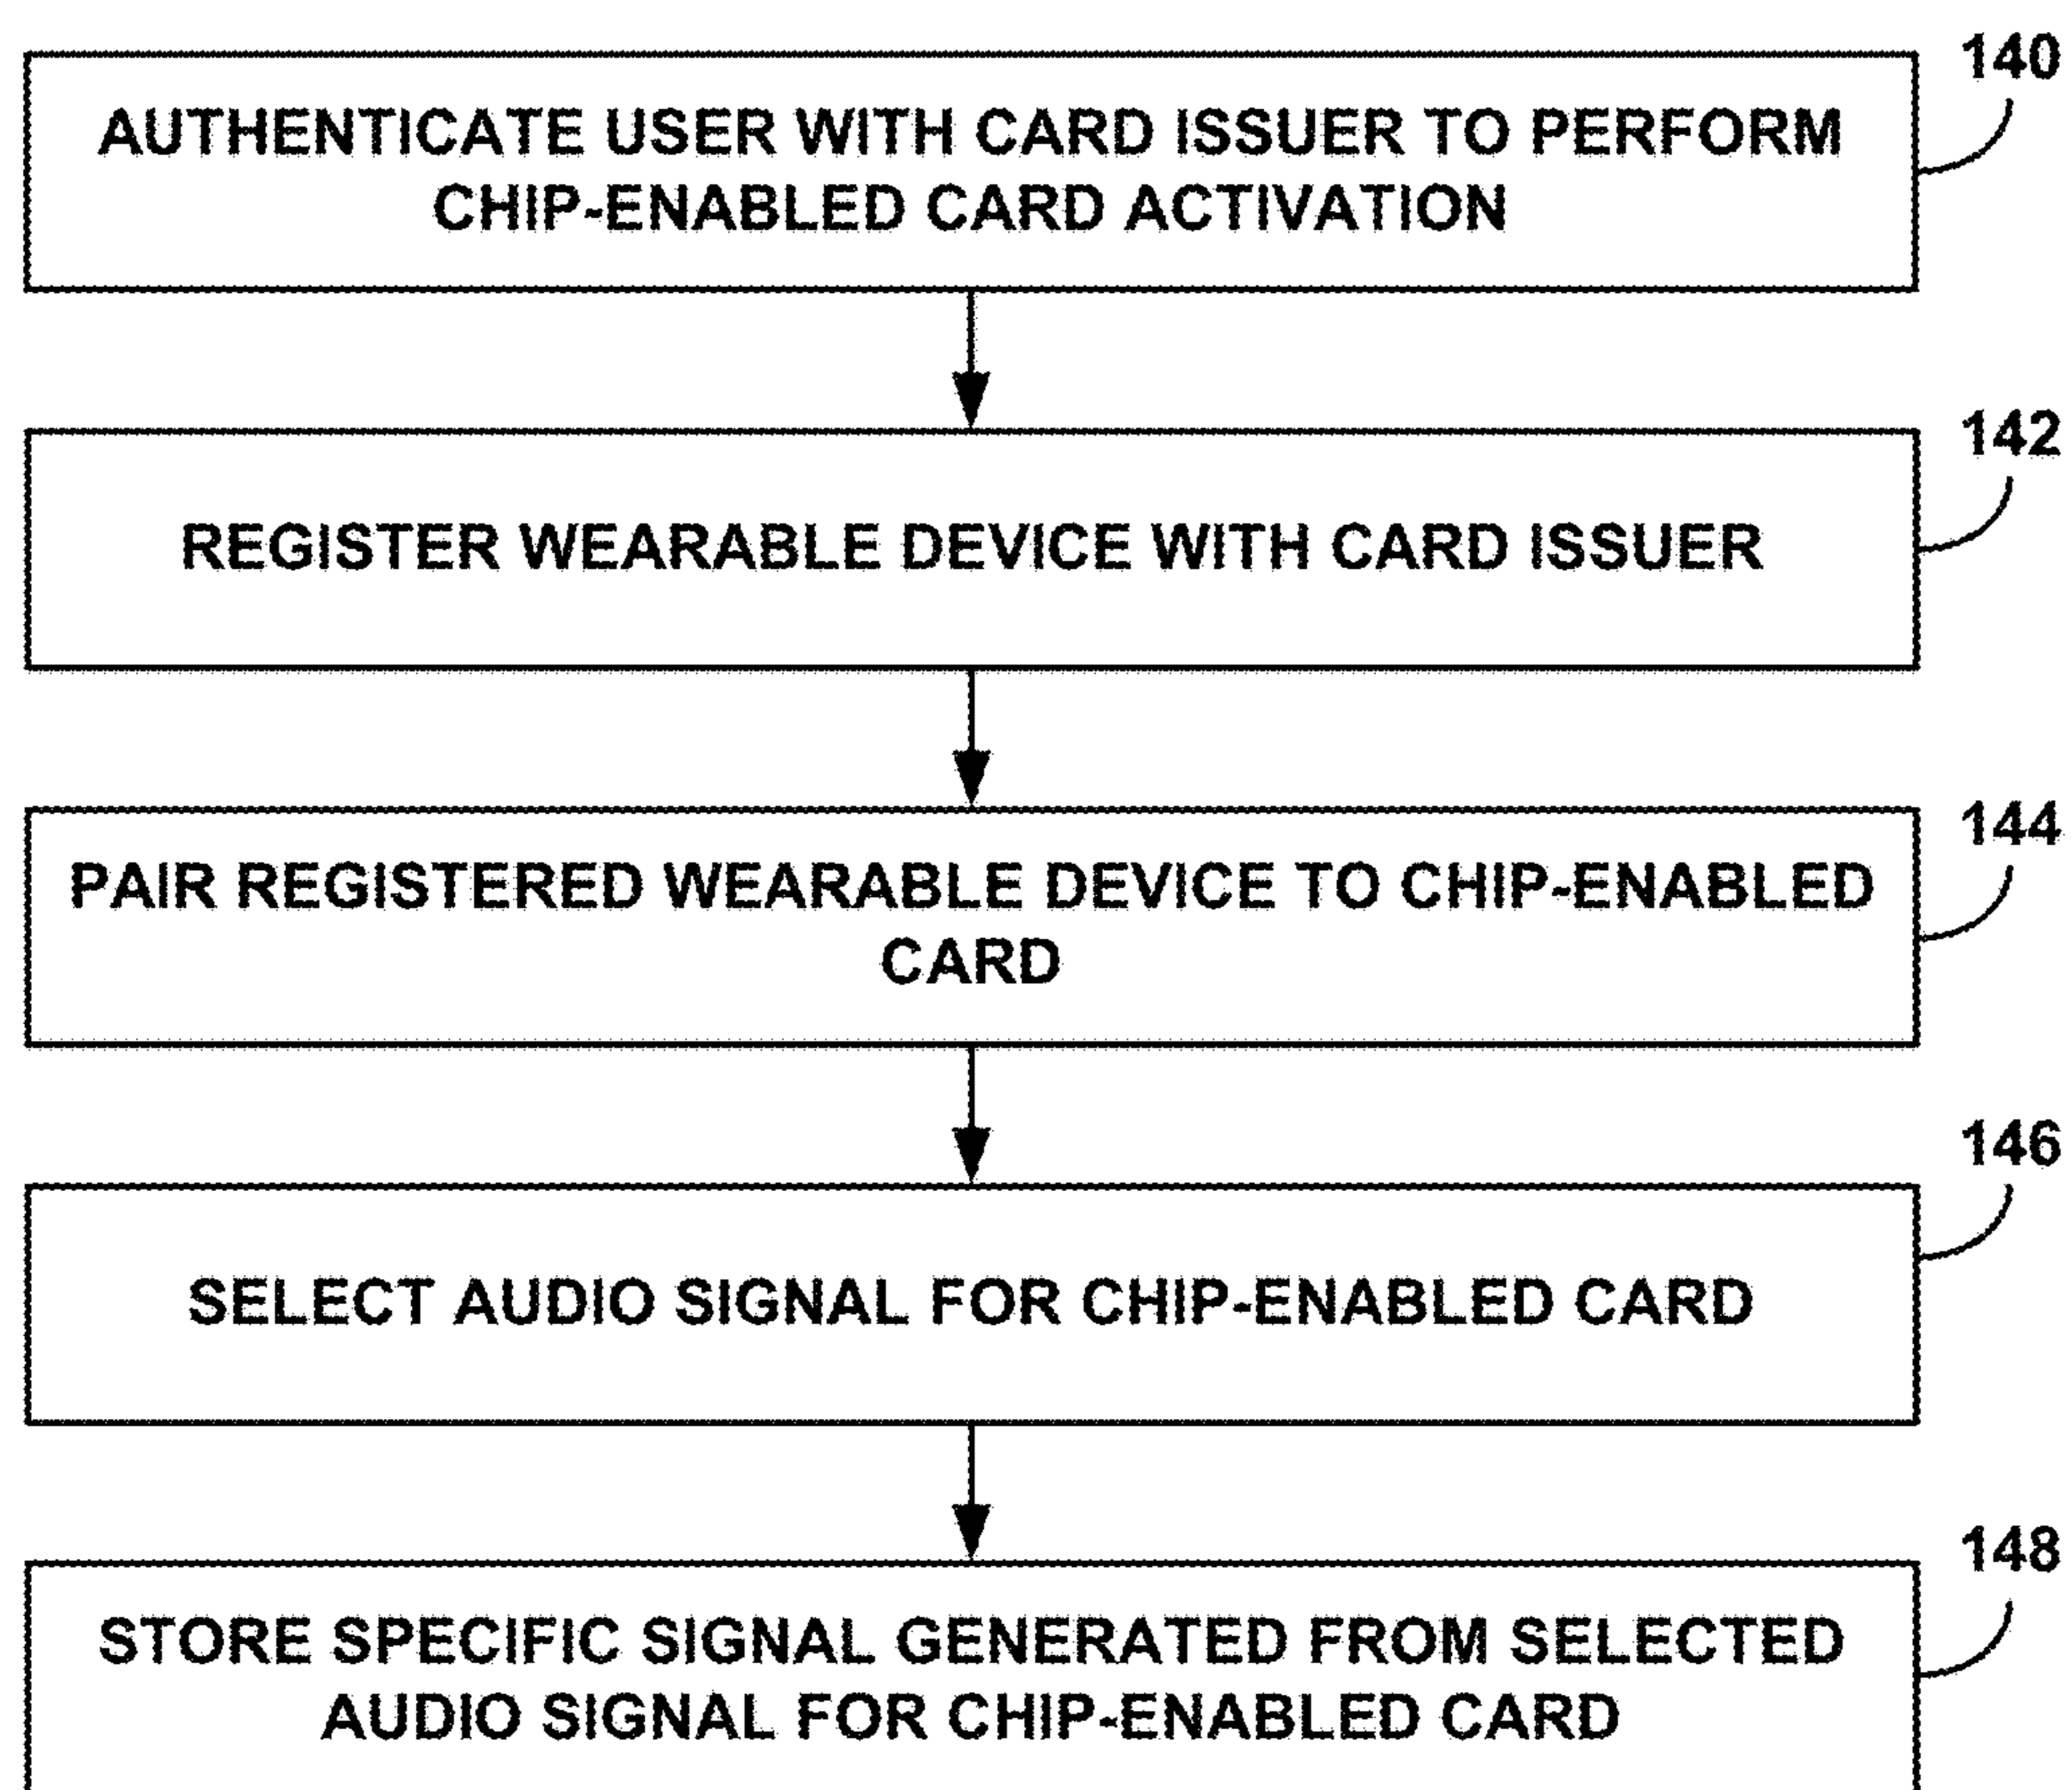 140
AUTHENTICATE USER WITH CARD ISSUER TO PERFORM
CHIP-ENABLED CARD ACTIVATION
142
REGISTER WEARABLE DEVICE WITH CARD ISSUER
144
PAIR REGISTERED WEARABLE DEVICE TO CHIP-ENABLED
CARD
146
SELECT AUDIO SIGNAL FOR CHIP-ENABLED CARD
148
STORE SPECIFIC SIGNAL GENERATED FROM SELECTED
AUDIO SIGNAL FOR CHIP-ENABLED CARD